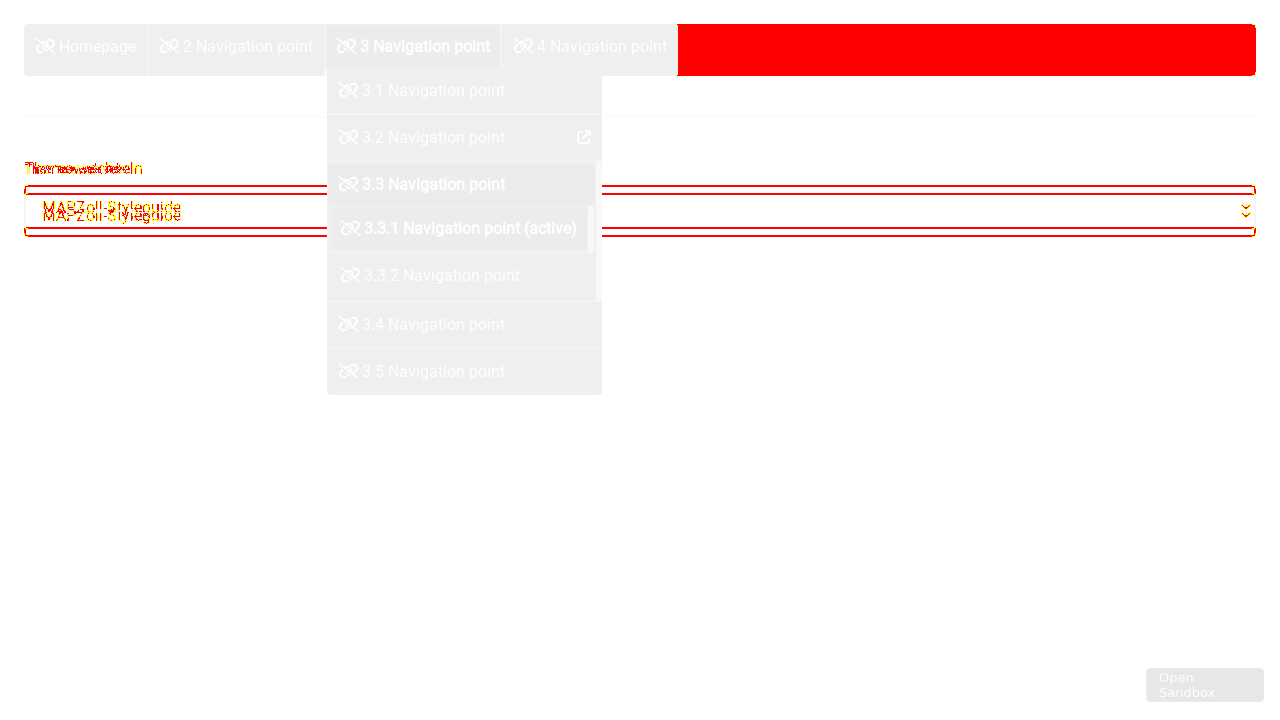 Homepage
2 Navigation point
3 Navigation point
4 Navigation point
3.1 Navigation point
3.2 Navigation point
3.3 Navigation point
3.3.1 Navigation point (active)
3.3.2 Navigation point
3.4 Navigation point
3.5 Navigation point
MAPZoll-Styleguide
MAPZoll-Styleguide
Open
Sandbox